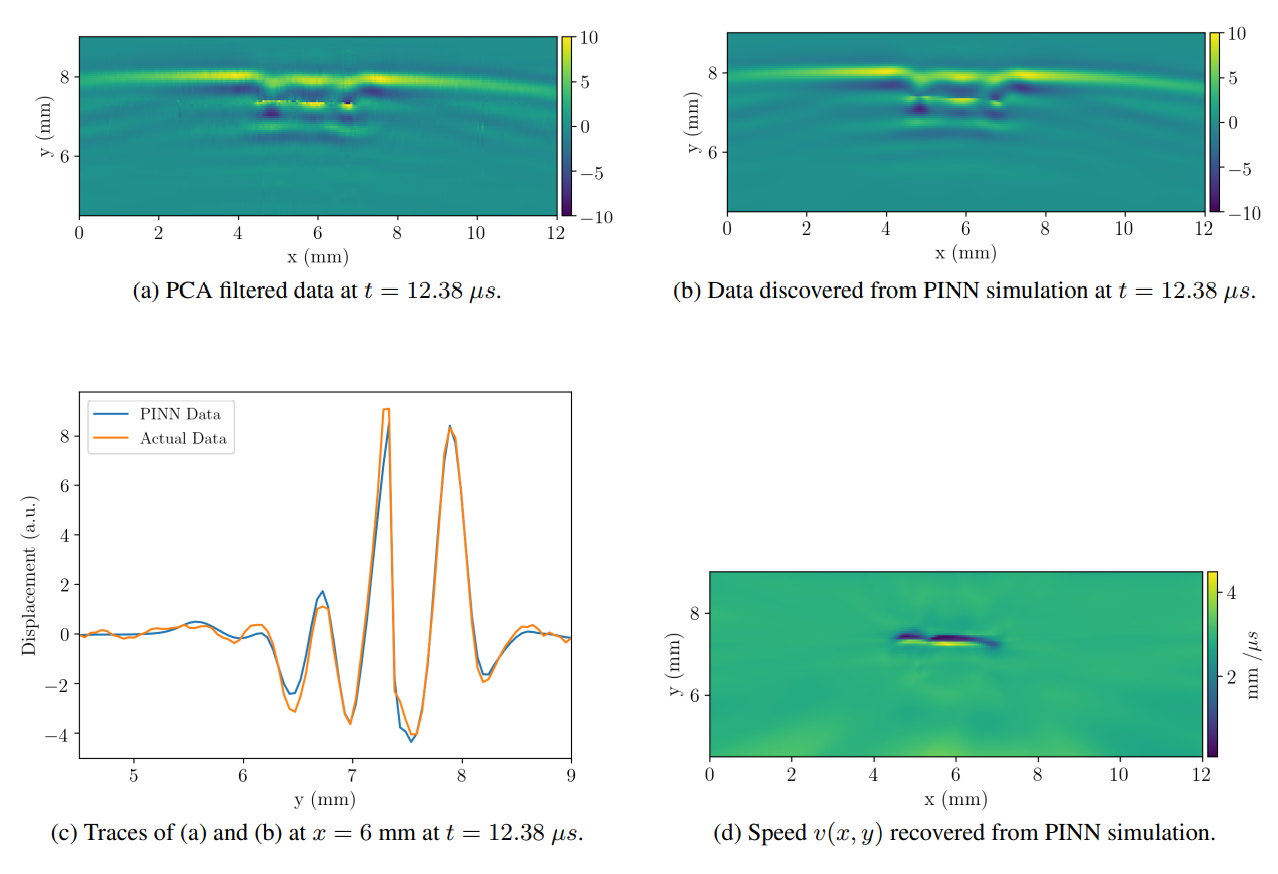 10
5
0
−5
−10
8
6
y (mm)
0 2 4 6 8 10 12
x (mm)
(a) PCA filtered data at t = 12.38 μs.
10
5
0
−5
−10
8
6
y (mm)
0 2 4 6 8 10 12
x (mm)
(b) Data discovered from PINN simulation at t = 12.38 μs.
PINN Data
Actual Data
8
6
4
2
0
−2
−4
Displacement (a.u.)
5 6 7 8 9
y (mm)
(c) Traces of (a) and (b) at x = 6 mm at t = 12.38 μs.
4
2
mm /μs
8
6
y (mm)
0 2 4 6 8 10 12
x (mm)
(d) Speed v(x, y) recovered from PINN simulation.